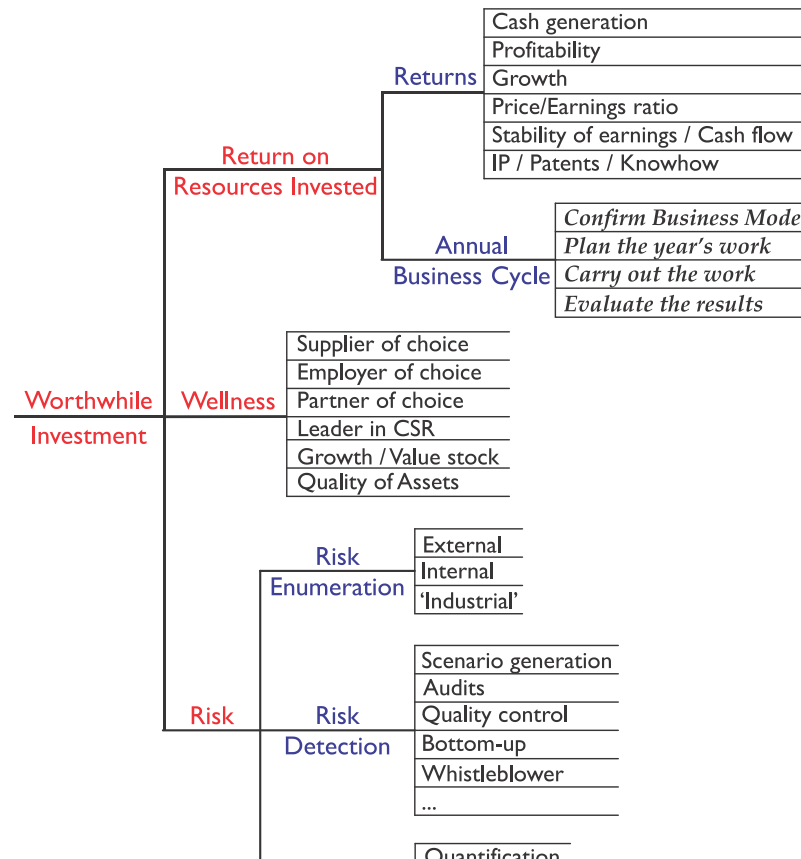 Cash generation
Profitability
Returns
Growth
Price/Earnings ratio
Stability of earnings / Cash flow
IP / Patents / Knowhow
Return on
Resources Invested
Confirm Business Mode
Annual
Business Cycle
Plan the year's work
Carry out the work
Evaluate the results
Supplier of choice
Employer of choice
Worthwhile
Investment
Wellness
Partner of choice
Leader in CSR
Growth / Value stock
Quality of Assets
Risk
Enumeration
External
Internal
'Industrial'
Scenario generation
Audits
Risk
Risk
Detection
Quality control
Bottom-up
Whistleblower
...
Quantification